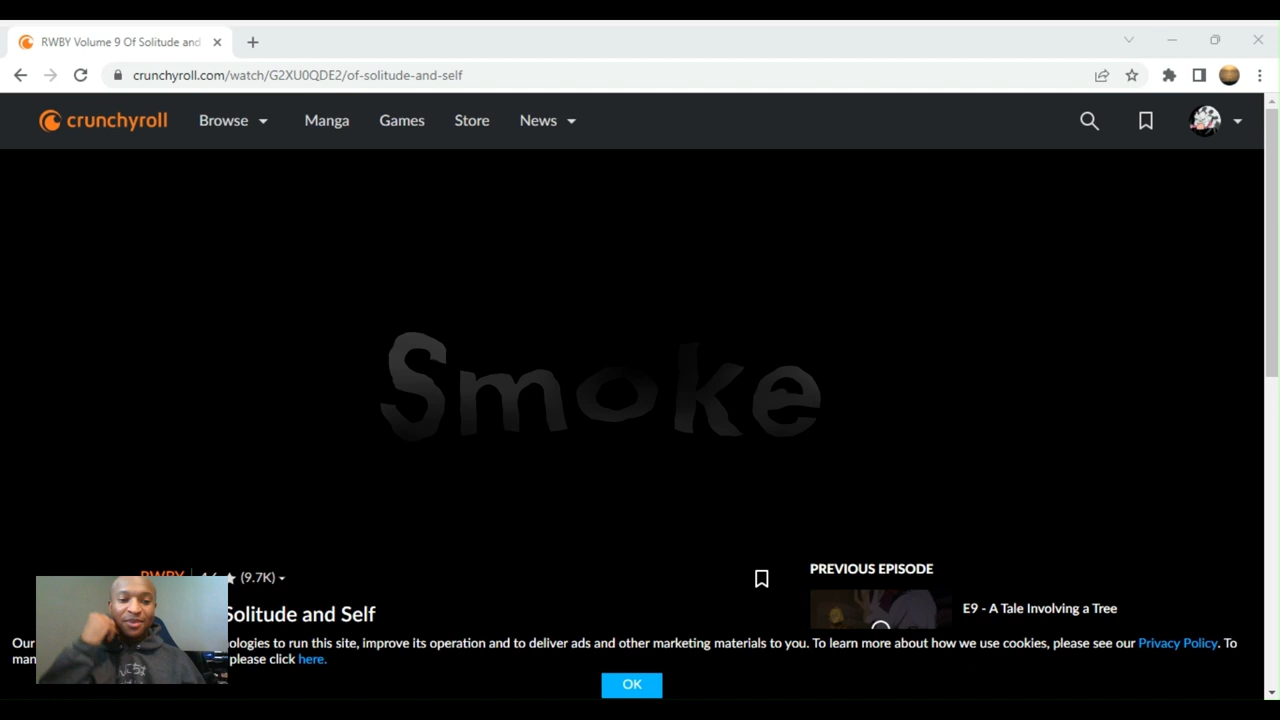 RWBY Volume 9 Of Solitude and
crunchyroll.com/watch/G2XU0QDE2/of-solitude-and-self
crunchyroll Browse Manga Games Store News
Smoke
RWBY (9.7K)
Solitude and Self
PREVIOUS EPISODE
E9 - A Tale Involving a Tree
Our ologies to run this site, improve its operation and to deliver ads and other marketing materials to you. To learn more about how we use cookies, please see our Privacy Policy. To
man please click here.
OK